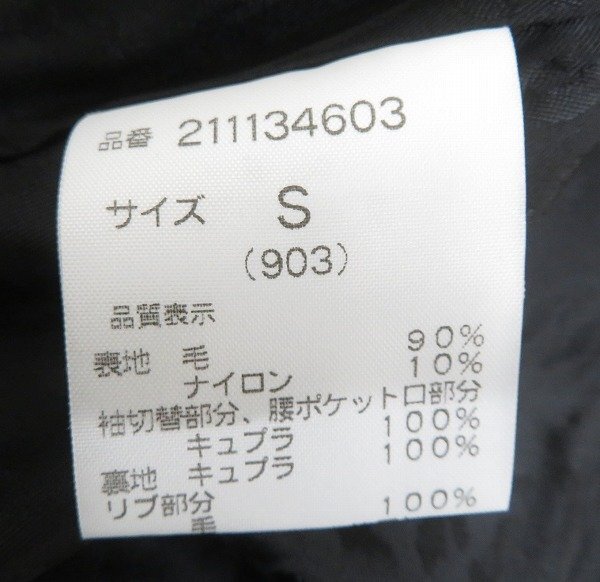 品番 211134603
サイズ S
(903)
品質表示
表地 毛 90%
ナイロン 10%
袖切替部分、腰ポケット口部分
キュプラ 100%
裏地 キュプラ 100%
リブ部分
毛 100%